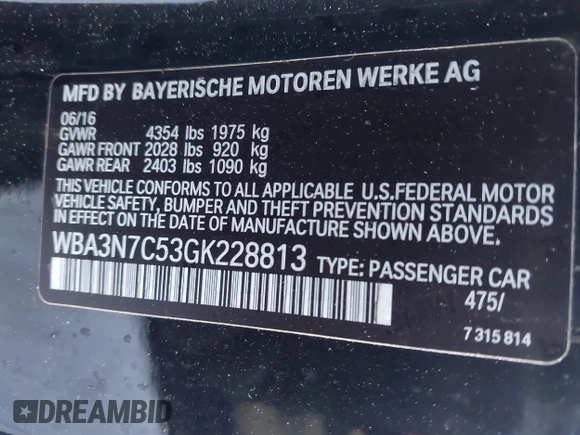 MFD BY BAYERISCHE MOTOREN WERKE AG
06/16
GVWR 4354 lbs 1975 kg
GAWR FRONT 2028 lbs 920 kg
GAWR REAR 2403 lbs 1090 kg
THIS VEHICLE CONFORMS TO ALL APPLICABLE U.S.FEDERAL MOTOR
VEHICLE SAFETY, BUMPER AND THEFT PREVENTION STANDARDS
IN EFFECT ON THE DATE OF MANUFACTURE SHOWN ABOVE.
WBA3N7C53GK228813 TYPE: PASSENGER CAR
475/
7 315 814
DREAMBID